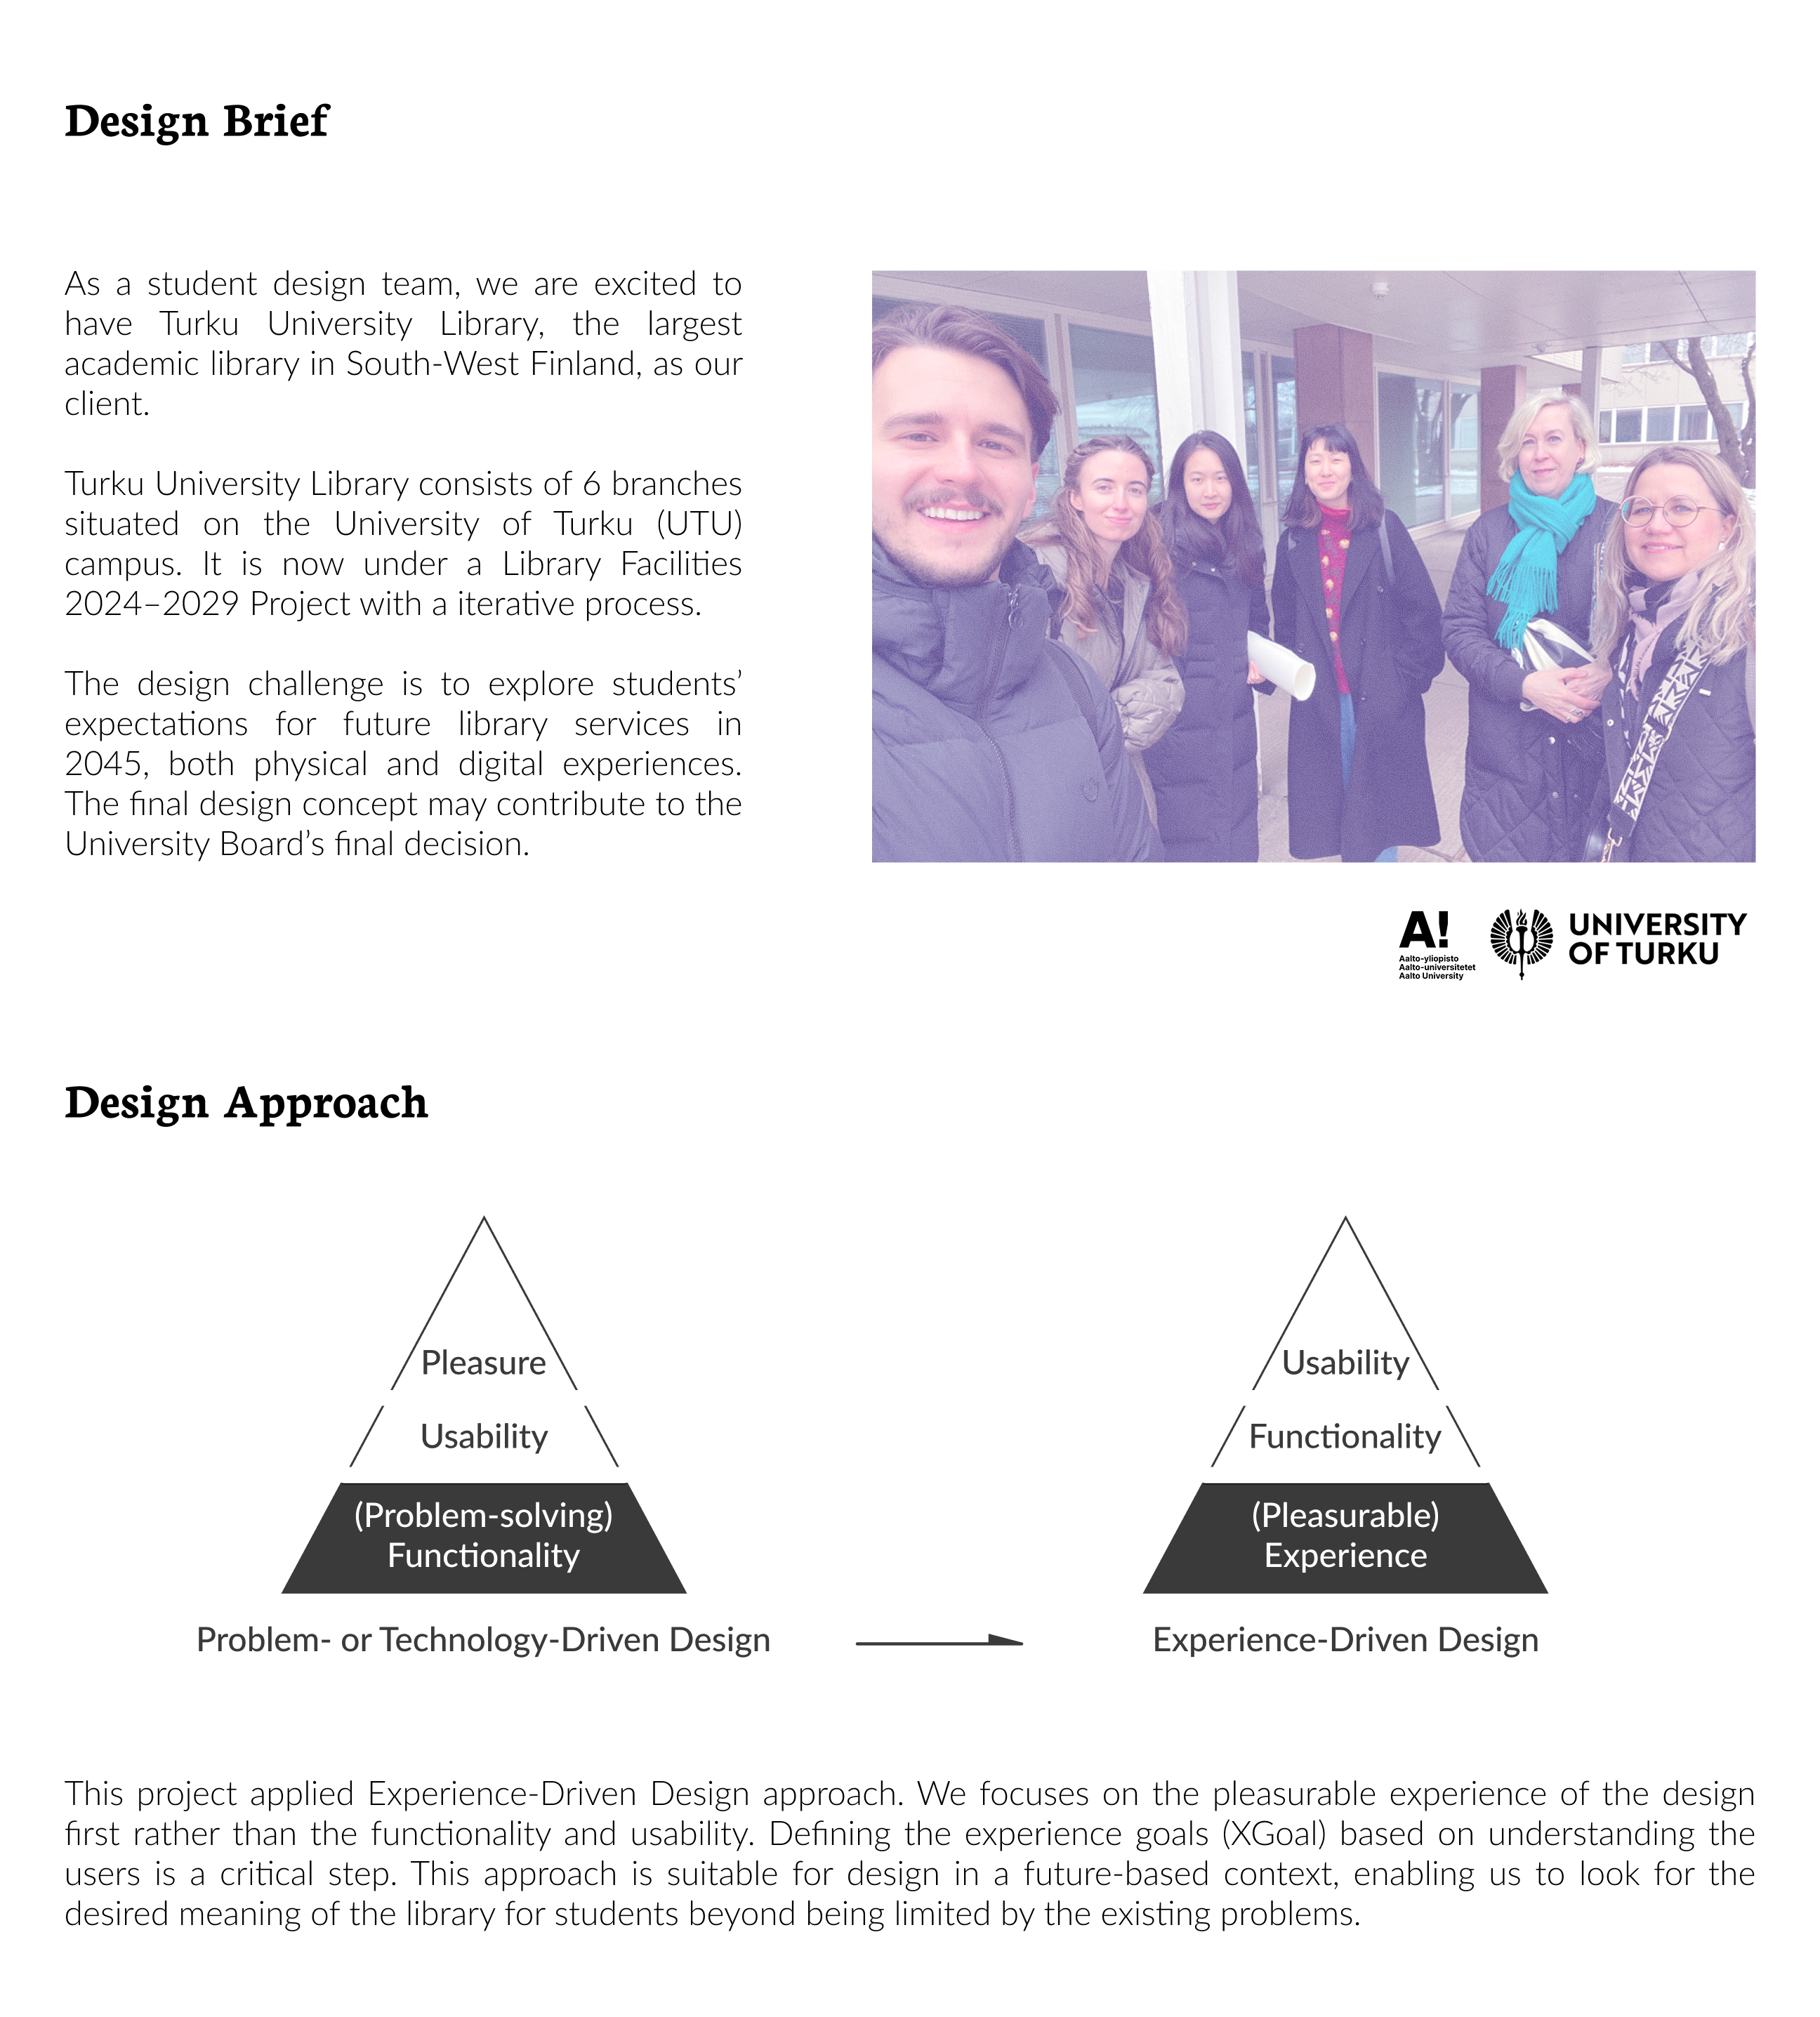 Design Brief
As a student design team, we are excited to
have Turku University Library, the largest
academic library in South-West Finland, as our
client.
Turku University Library consists of 6 branches
situated on the University of Turku (UTU)
campus. It is now under a Library Facilities
2024–2029 Project with a iterative process.
The design challenge is to explore students’
expectations for future library services in
2045, both physical and digital experiences.
The final design concept may contribute to the
University Board’s final decision.
A!
Aalto-yliopisto
Aalto-universitetet
Aalto University
UNIVERSITY
OF TURKU
Design Approach
Pleasure
Usability
(Problem-solving)
Functionality
Problem- or Technology-Driven Design
Usability
Functionality
(Pleasurable)
Experience
Experience-Driven Design
This project applied Experience-Driven Design approach. We focuses on the pleasurable experience of the design
first rather than the functionality and usability. Defining the experience goals (XGoal) based on understanding the
users is a critical step. This approach is suitable for design in a future-based context, enabling us to look for the
desired meaning of the library for students beyond being limited by the existing problems.